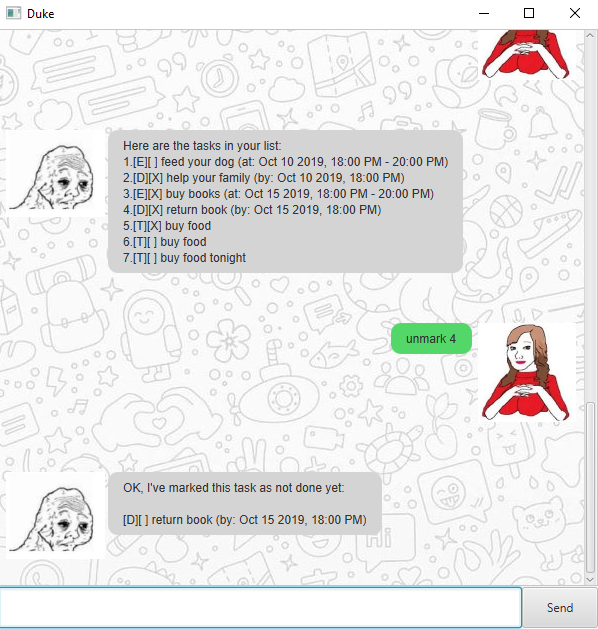 Duke
Here are the tasks in your list:
1.[E][ ] feed your dog (at: Oct 10 2019, 18:00 PM - 20:00 PM)
2.[D][X] help your family (by: Oct 10 2019, 18:00 PM)
3.[E][X] buy books (at: Oct 15 2019, 18:00 PM - 20:00 PM)
4.[D][X] return book (by: Oct 15 2019, 18:00 PM)
5.[T][X] buy food
6.[T][ ] buy food
7.[T][ ] buy food tonight
unmark 4
OK, I've marked this task as not done yet:
[D][ ] return book (by: Oct 15 2019, 18:00 PM)
Hi
Send